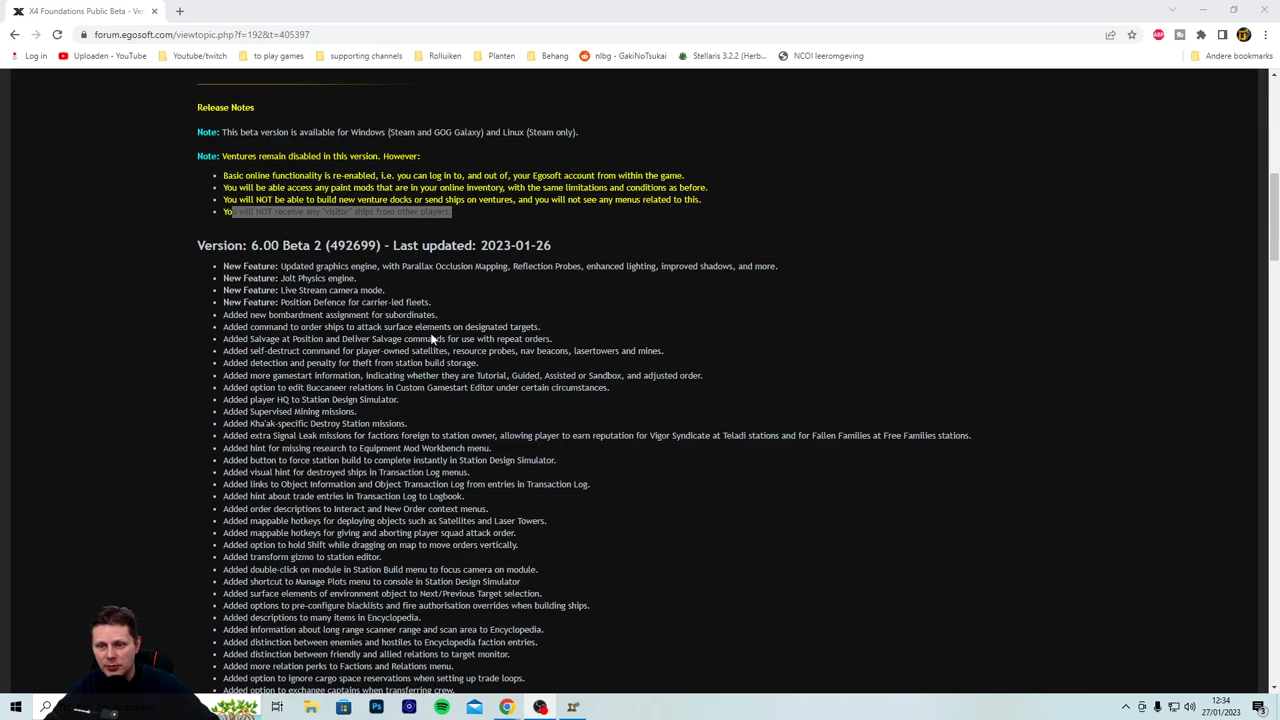 X4 Foundations Public Beta - Ve
forum.egosoft.com/viewtopic.php?f=192&t=405397
ABP
Log in
Uploaden - YouTube
Youtube/twitch
to play games
supporting channels
Rolluiken
Planten
Behang
nlbg - GakiNoTsukai
Stellaris 3.2.2 (Herb...
NCOI leeromgeving
Andere bookmarks
Release Notes
Note: This beta version is available for Windows (Steam and GOG Galaxy) and Linux (Steam only).
Note: Ventures remain disabled in this version. However:
Basic online functionality is re-enabled, i.e. you can log in to, and out of, your Egosoft account from within the game.
You will be able access any paint mods that are in your online inventory, with the same limitations and conditions as before.
You will NOT be able to build new venture docks or send ships on ventures, and you will not see any menus related to this.
You will NOT receive any "visitor" ships from other players.
Version: 6.00 Beta 2 (492699) - Last updated: 2023-01-26
New Feature: Updated graphics engine, with Parallax Occlusion Mapping, Reflection Probes, enhanced lighting, improved shadows, and more.
New Feature: Jolt Physics engine.
New Feature: Live Stream camera mode.
New Feature: Position Defence for carrier-led fleets.
Added new bombardment assignment for subordinates.
Added command to order ships to attack surface elements on designated targets.
Added Salvage at Position and Deliver Salvage commands for use with repeat orders.
Added self-destruct command for player-owned satellites, resource probes, nav beacons, lasertowers and mines.
Added detection and penalty for theft from station build storage.
Added more gamestart information, indicating whether they are Tutorial, Guided, Assisted or Sandbox, and adjusted order.
Added option to edit Buccaneer relations in Custom Gamestart Editor under certain circumstances.
Added player HQ to Station Design Simulator.
Added Supervised Mining missions.
Added Kha'ak-specific Destroy Station missions.
Added extra Signal Leak missions for factions foreign to station owner, allowing player to earn reputation for Vigor Syndicate at Teladi stations and for Fallen Families at Free Families stations.
Added hint for missing research to Equipment Mod Workbench menu.
Added button to force station build to complete instantly in Station Design Simulator.
Added visual hint for destroyed ships in Transaction Log menus.
Added links to Object Information and Object Transaction Log from entries in Transaction Log.
Added hint about trade entries in Transaction Log to Logbook.
Added order descriptions to Interact and New Order context menus.
Added mappable hotkeys for deploying objects such as Satellites and Laser Towers.
Added mappable hotkeys for giving and aborting player squad attack order.
Added option to hold Shift while dragging on map to move orders vertically.
Added transform gizmo to station editor.
Added double-click on module in Station Build menu to focus camera on module.
Added shortcut to Manage Plots menu to console in Station Design Simulator
Added surface elements of environment object to Next/Previous Target selection.
Added options to pre-configure blacklists and fire authorisation overrides when building ships.
Added descriptions to many items in Encyclopedia.
Added information about long range scanner range and scan area to Encyclopedia.
Added distinction between enemies and hostiles to Encyclopedia faction entries.
Added distinction between friendly and allied relations to target monitor.
Added more relation perks to Factions and Relations menu.
Added option to ignore cargo space reservations when setting up trade loops.
Added option to exchange captains when transferring crew.
Ps
12:34
27/01/2023
3